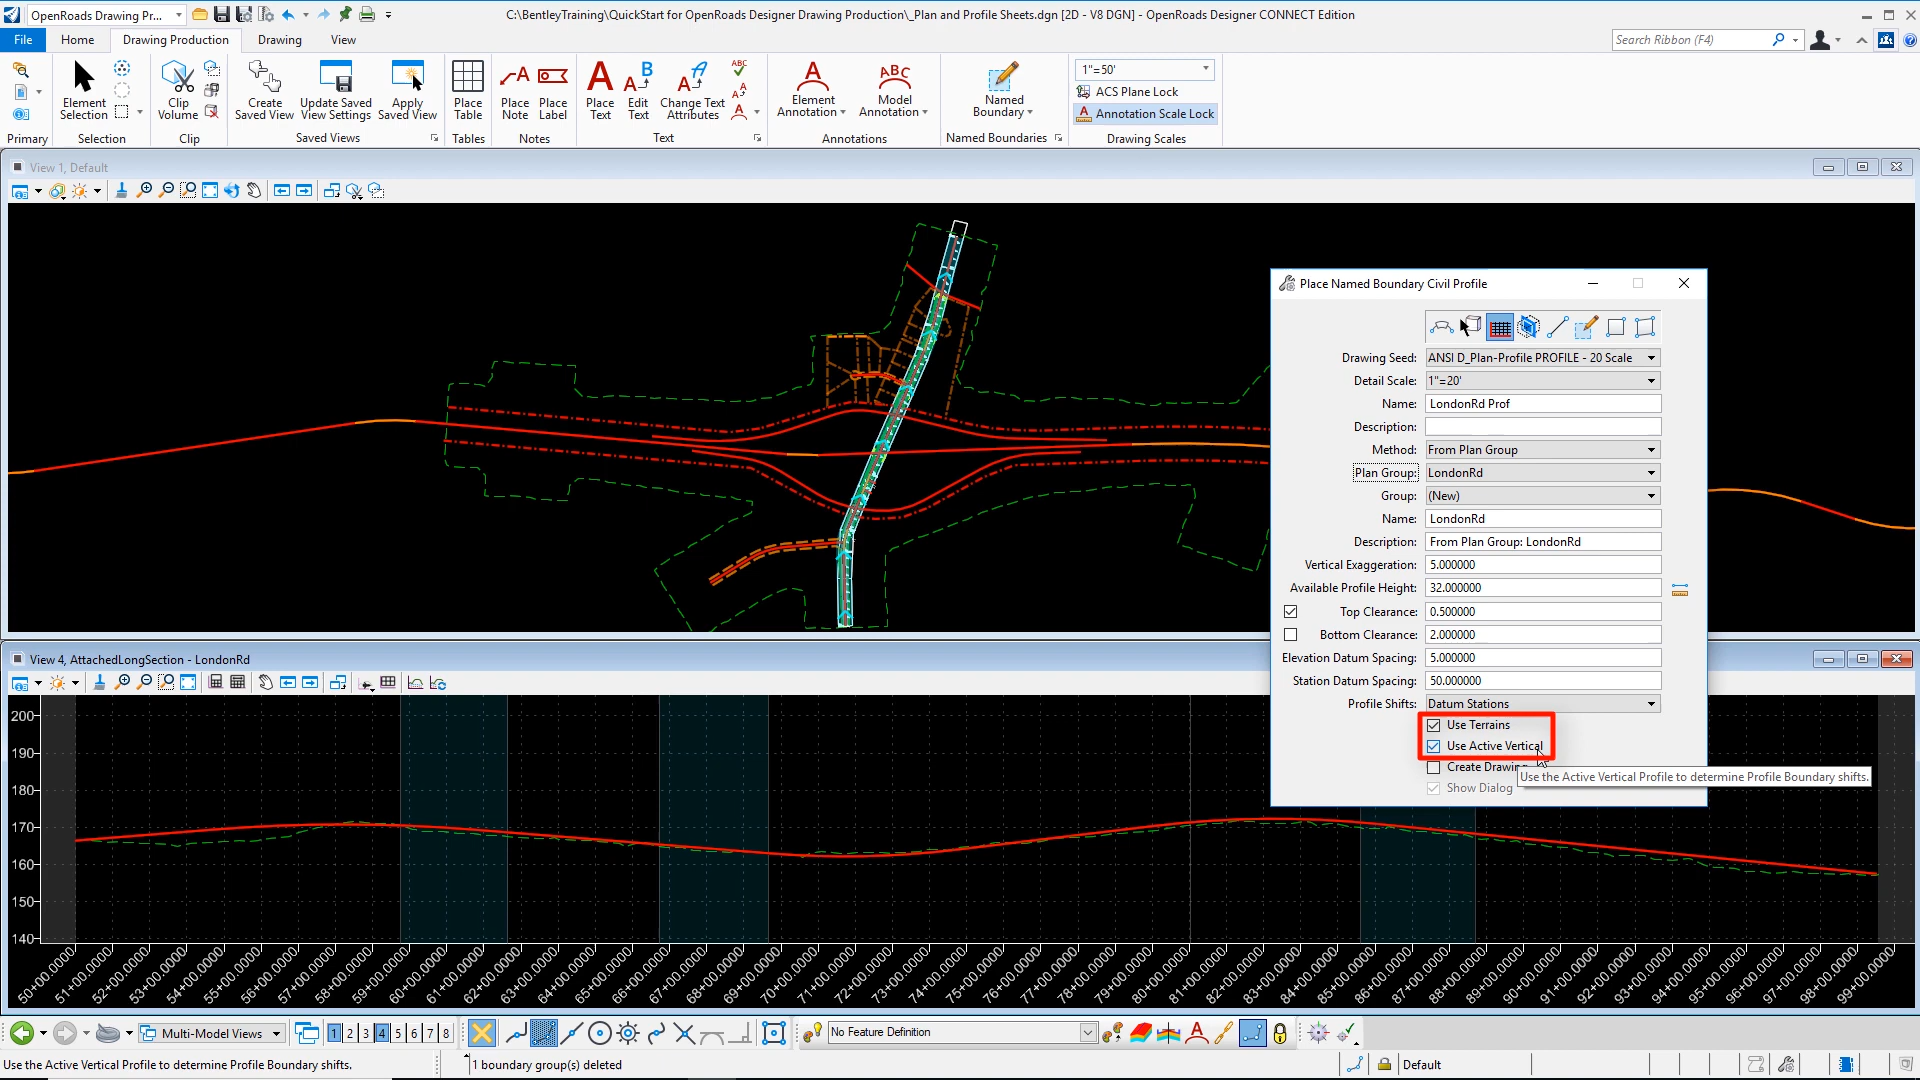 OpenRoads Drawing Pr...
C:\BentleyTraining\QuickStart for OpenRoads Designer Drawing Production\_Plan and Profile Sheets.dgn [2D - V8 DGN] - OpenRoads Designer CONNECT Edition
File Home Drawing Production Drawing View
Search Ribbon (F4)
Element Selection
Clip Volume
Create Saved View
Update Saved View Settings
Apply Saved View
Place Table
Place Note
Place Label
Place Text
Edit Text
Change Text Attributes
Element Annotation
Model Annotation
Named Boundary
1"=50'
ACS Plane Lock
Annotation Scale Lock
Primary Selection Clip Saved Views Tables Notes Text Annotations Named Boundaries Drawing Scales
View 1, Default
Place Named Boundary Civil Profile
Drawing Seed: ANSI D_Plan-Profile PROFILE - 20 Scale
Detail Scale: 1"=20'
Name: LondonRd Prof
Description:
Method: From Plan Group
Plan Group: LondonRd
Group: (New)
Name: LondonRd
Description: From Plan Group: LondonRd
Vertical Exaggeration: 5.000000
Available Profile Height: 32.000000
Top Clearance: 0.500000
Bottom Clearance: 2.000000
Elevation Datum Spacing: 5.000000
Station Datum Spacing: 50.000000
Profile Shifts: Datum Stations
Use Terrains
Use Active Vertical
Create Drawing
Use the Active Vertical Profile to determine Profile Boundary shifts.
Show Dialog
View 4, AttachedLongSection - LondonRd
200
190
180
170
160
150
140
50+00.0000 51+00.0000 52+00.0000 53+00.0000 54+00.0000 55+00.0000 56+00.0000 57+00.0000 58+00.0000 59+00.0000 60+00.0000 61+00.0000 62+00.0000 63+00.0000 64+00.0000 65+00.0000 66+00.0000 67+00.0000 68+00.0000 69+00.0000 70+00.0000 71+00.0000 72+00.0000 73+00.0000 74+00.0000 75+00.0000 76+00.0000 77+00.0000 78+00.0000 79+00.0000 80+00.0000 81+00.0000 82+00.0000 83+00.0000 84+00.0000 85+00.0000 86+00.0000 87+00.0000 88+00.0000 89+00.0000 90+00.0000 91+00.0000 92+00.0000 93+00.0000 94+00.0000 95+00.0000 96+00.0000 97+00.0000 98+00.0000 99+00.0000
Multi-Model Views 1 2 3 4 5 6 7 8 No Feature Definition
Use the Active Vertical Profile to determine Profile Boundary shifts. 1 boundary group(s) deleted Default